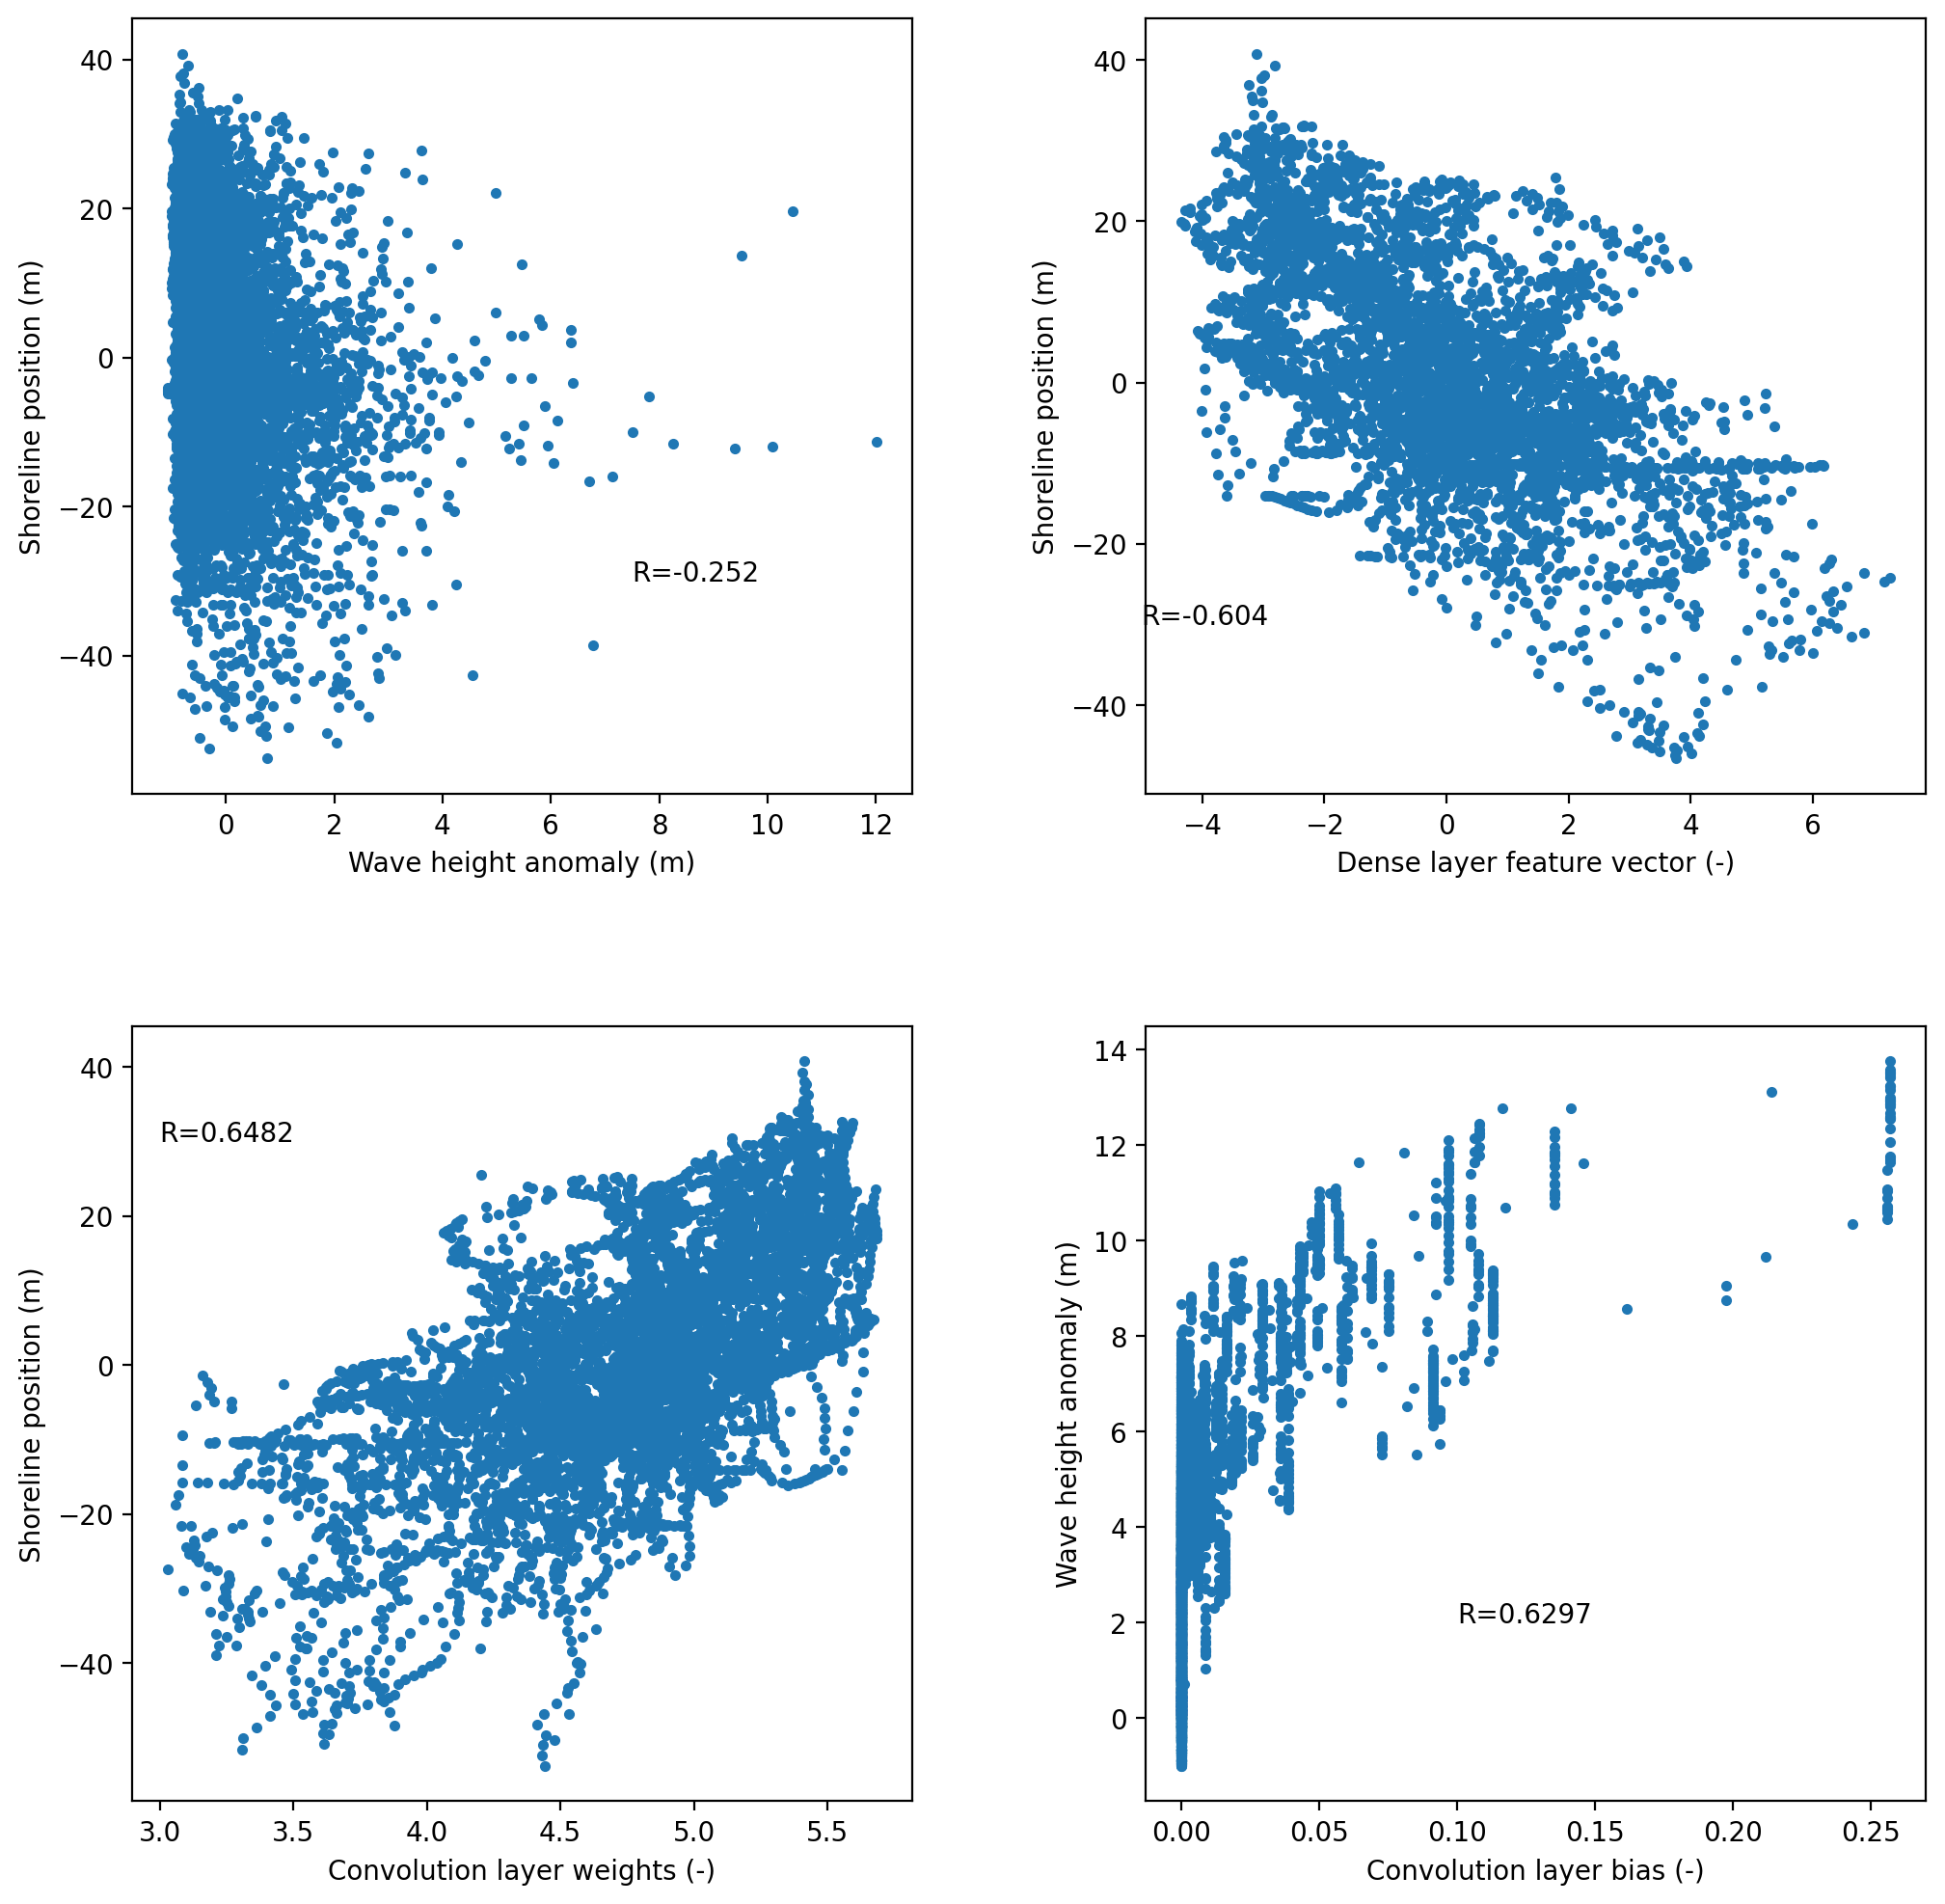 40
20
0
−20
−40
Shoreline position (m)
R=-0.252
0 2 4 6 8 10 12
Wave height anomaly (m)
40
20
0
−20
−40
Shoreline position (m)
R=-0.604
−4 −2 0 2 4 6
Dense layer feature vector (-)
40
20
0
−20
−40
Shoreline position (m)
R=0.6482
3.0 3.5 4.0 4.5 5.0 5.5
Convolution layer weights (-)
14
12
10
8
6
4
2
0
Wave height anomaly (m)
R=0.6297
0.00 0.05 0.10 0.15 0.20 0.25
Convolution layer bias (-)